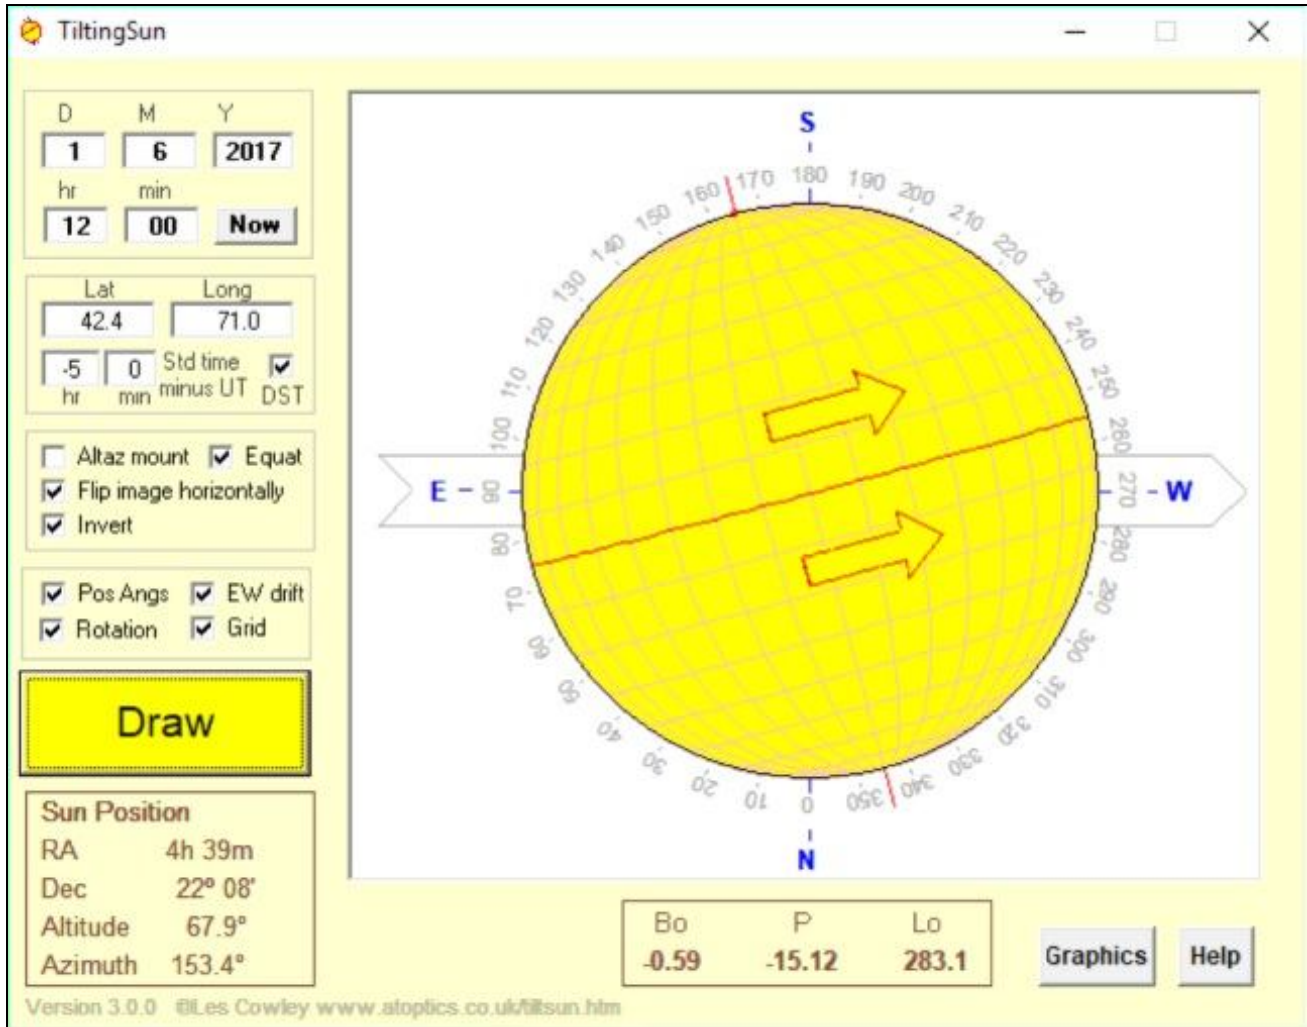 TiltingSun
D M Y
1 6 2017
hr min
12 00 Now
Lat Long
42.4 71.0
-5 0 Std time
minus UT
hr min DST
Altaz mount Equat
Flip image horizontally
Invert
Pos Angs EW drift
Rotation Grid
Draw
Sun Position
RA 4h 39m
Dec 22º 08'
Altitude 67.9°
Azimuth 153.4°
S
180
190
200
210
220
230
240
250
260
270
280
290
300
310
320
330
340
350
0
10
20
30
40
50
60
70
80
90
100
110
120
130
140
150
160
170
E
W
N
Bo P Lo
-0.59 -15.12 283.1
Graphics Help
Version 3.0.0 ©Les Cowley www.atoptics.co.uk/tiltsun.htm